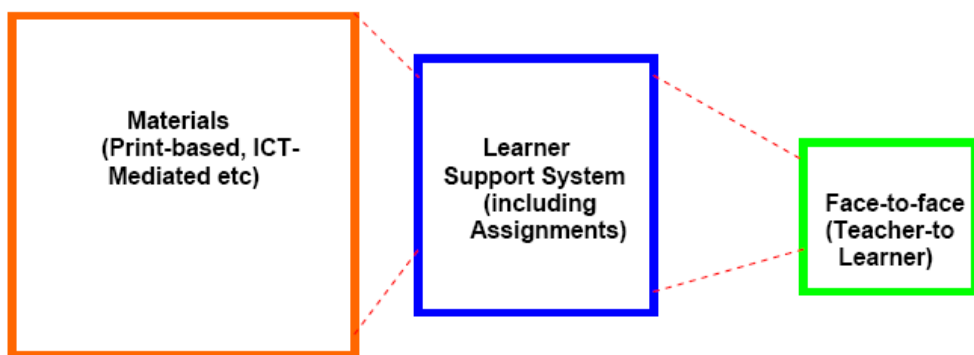 Materials
(Print-based, ICT-
Mediated etc)
Learner
Support System
(including
Assignments)
Face-to-face
(Teacher-to
Learner)